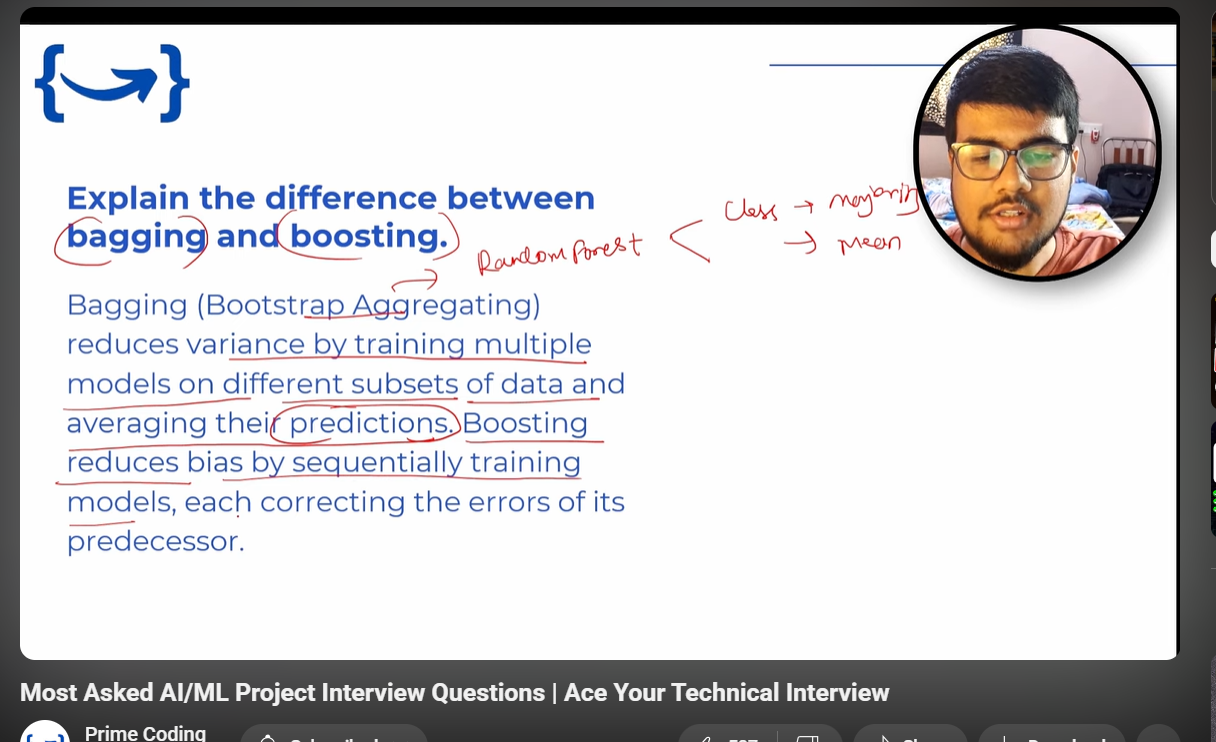 Explain the difference between
bagging and boosting.
Random forest
Class → majority
→ mean
Bagging (Bootstrap Aggregating)
reduces variance by training multiple
models on different subsets of data and
averaging their predictions. Boosting
reduces bias by sequentially training
models, each correcting the errors of its
predecessor.
Most Asked AI/ML Project Interview Questions | Ace Your Technical Interview
Prime Coding